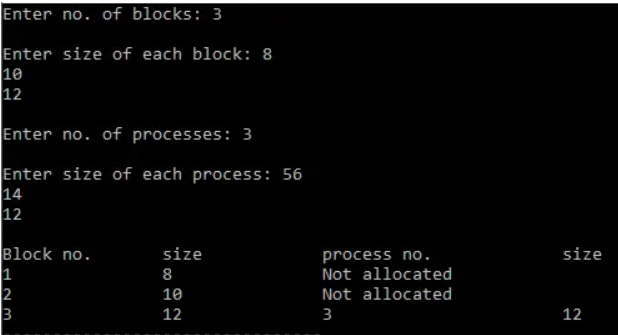 Enter no. of blocks: 3
Enter size of each block: 8
10
12
Enter no. of processes: 3
Enter size of each process: 56
14
12
Block no. size process no. size
1 8 Not allocated
2 10 Not allocated
3 12 3 12